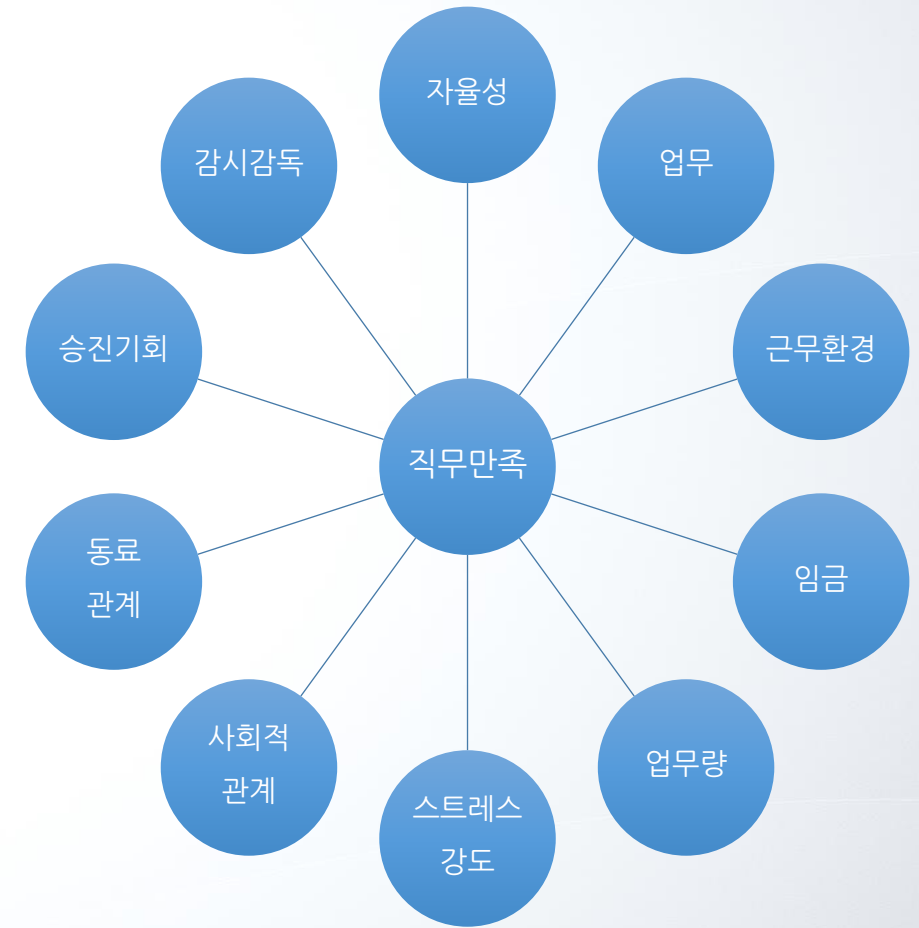 자율성
업무
근무환경
임금
업무량
스트레스
강도
사회적
관계
동료
관계
승진기회
감시감독
직무만족